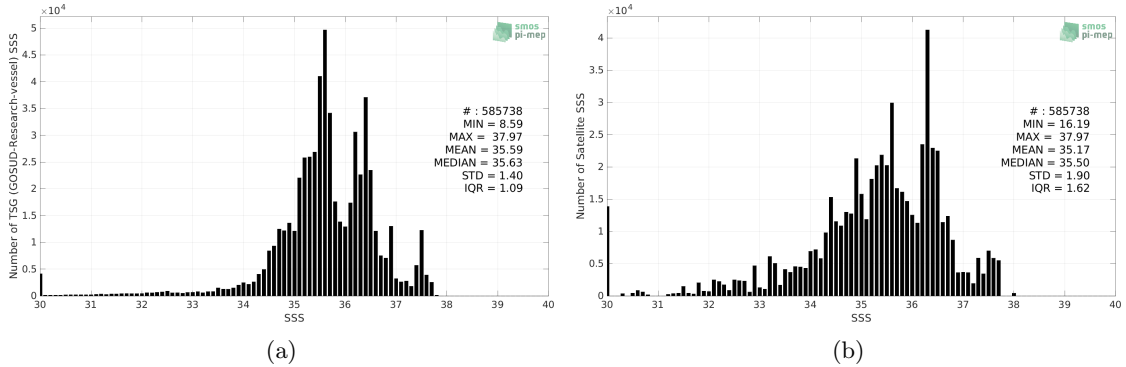 ×10⁴
5
4.5
4
3.5
3
2.5
2
1.5
1
0.5
0
Number of TSG (GOSUD-Research-vessel) SSS
30 31 32 33 34 35 36 37 38 39 40
SSS
smos
pi-mep
# : 585738
MIN = 8.59
MAX = 37.97
MEAN = 35.59
MEDIAN = 35.63
STD = 1.40
IQR = 1.09
(a)
×10⁴
4
3.5
3
2.5
2
1.5
1
0.5
0
Number of Satellite SSS
30 31 32 33 34 35 36 37 38 39 40
SSS
smos
pi-mep
# : 585738
MIN = 16.19
MAX = 37.97
MEAN = 35.17
MEDIAN = 35.50
STD = 1.90
IQR = 1.62
(b)